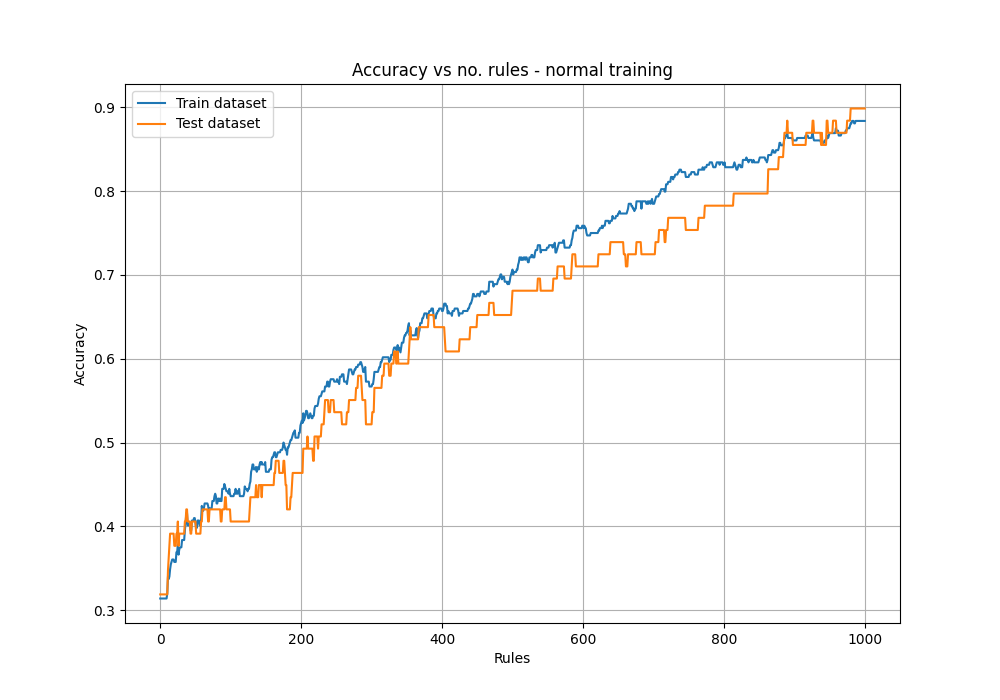 Accuracy vs no. rules - normal training
Train dataset
Test dataset
0.9
0.8
0.7
0.6
0.5
0.4
0.3
Accuracy
0
200
400
600
800
1000
Rules